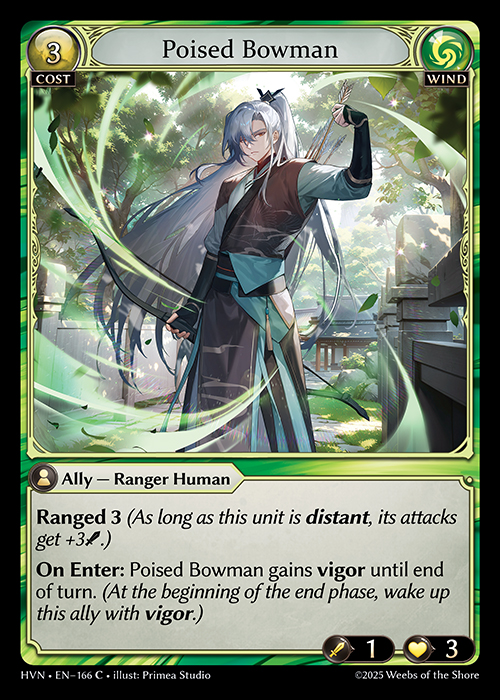 3
Poised Bowman
COST
WIND
Ally — Ranger Human
Ranged 3 (As long as this unit is distant, its attacks
get +3.)
On Enter: Poised Bowman gains vigor until end
of turn. (At the beginning of the end phase, wake up
this ally with vigor.)
1
3
HVN • EN–166 C • illust: Primea Studio
©2025 Weebs of the Shore